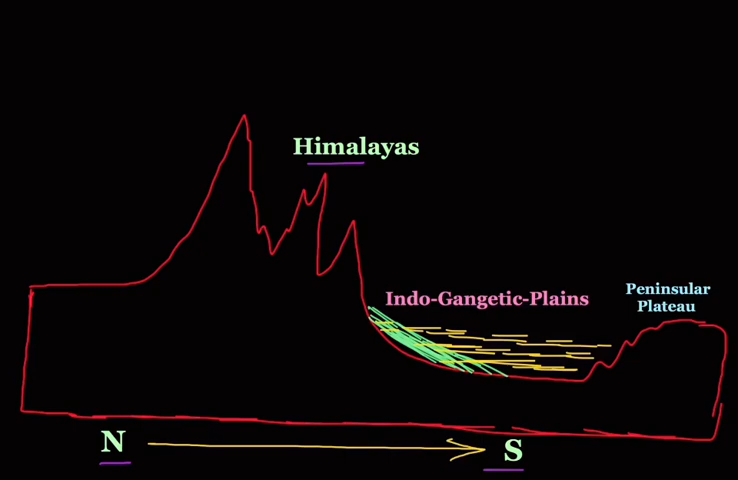 Himalayas
Indo-Gangetic-Plains
Peninsular
Plateau
N
S